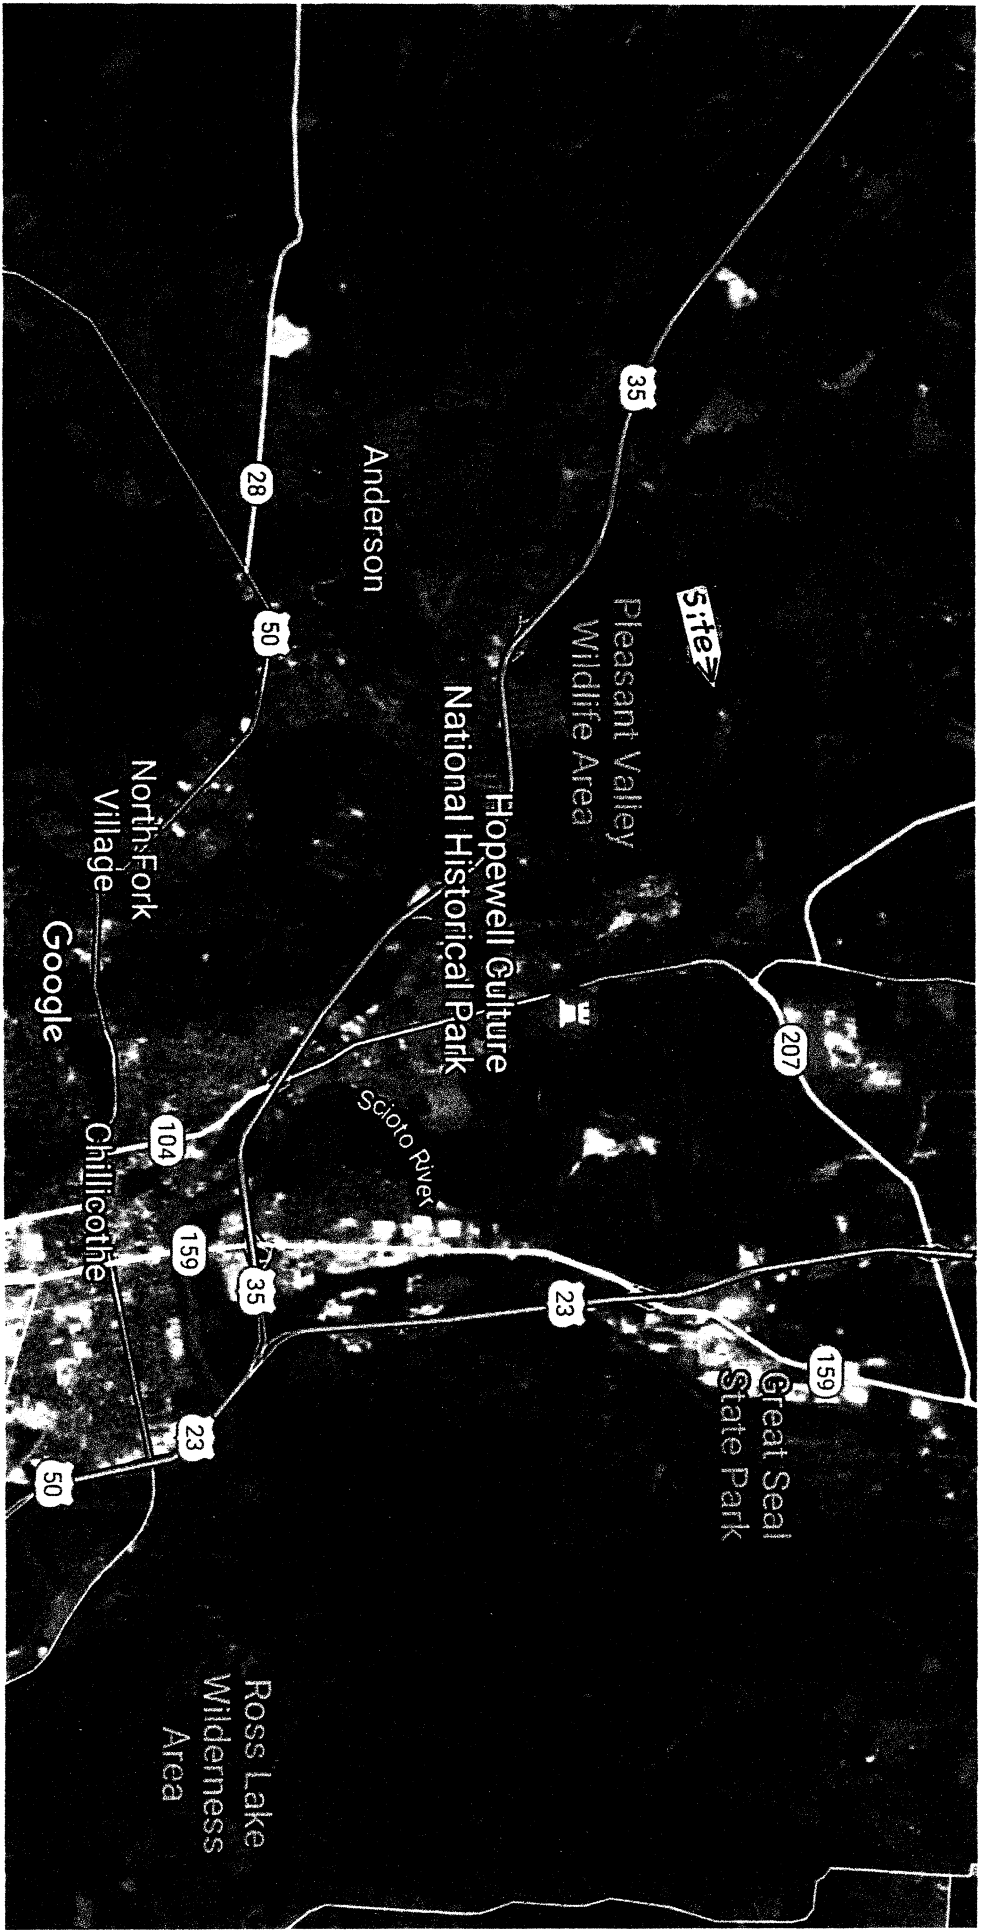 35
Site
Pleasant Valley
Wildlife Area
207
Great Seal
State Park
159
Anderson
Hopewell Culture
National Historical Park
Scioto River
23
28
50
North Fork
Village
104
159
35
23
50
Chillicothe
Google
Ross Lake
Wilderness
Area